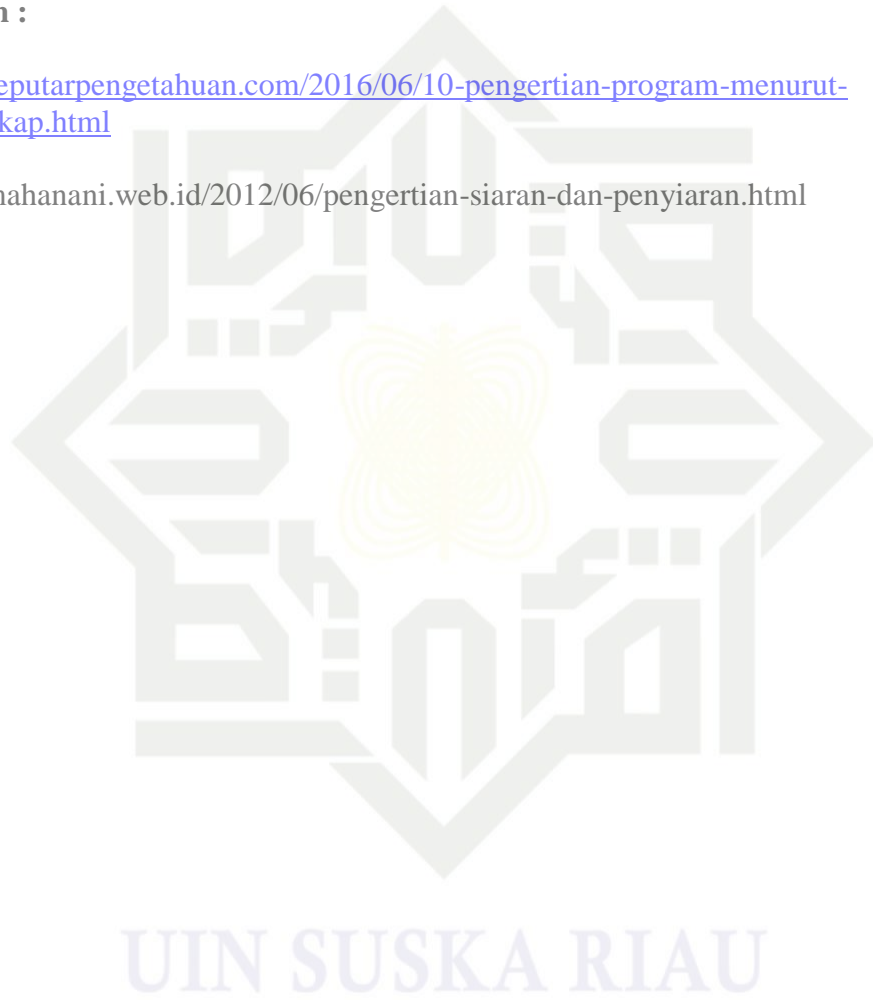 n :
eputarpengetahuan.com/2016/06/10-pengertian-program-menurut-
kap.html
nahanani.web.id/2012/06/pengertian-siaran-dan-penyiaran.html
UIN SUSKA RIAU